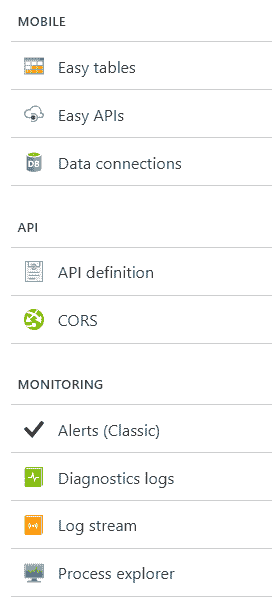 MOBILE
Easy tables
Easy APIs
DB
Data connections
API
API definition
CORS
MONITORING
Alerts (Classic)
Diagnostics logs
Log stream
Process explorer